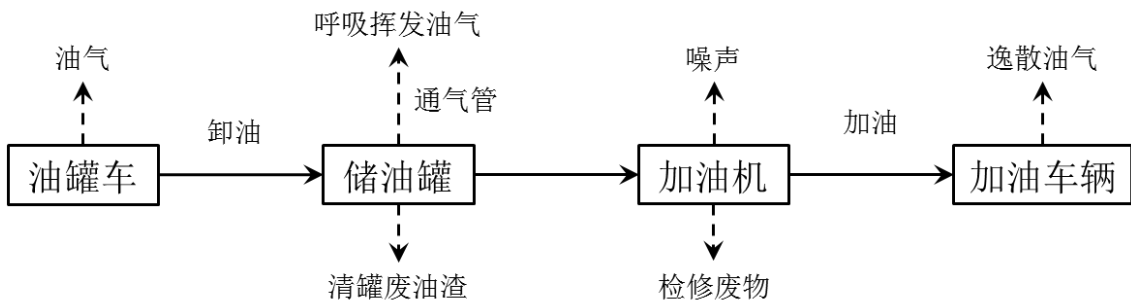 呼吸挥发油气
油气
噪声
逸散油气
通气管
卸油
加油
油罐车
储油罐
加油机
加油车辆
清罐废油渣
检修废物